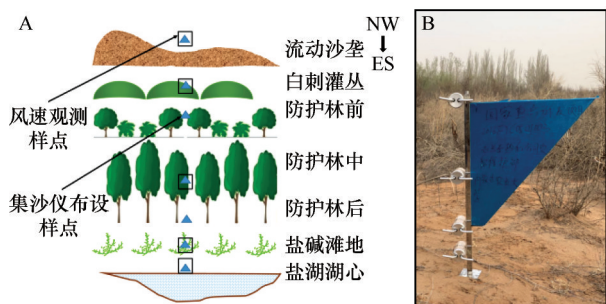 A
NW
ES
流动沙垄
白刺灌丛
防护林前
防护林中
防护林后
盐碱滩地
盐湖湖心
风速观测
样点
集沙仪布设
样点
B